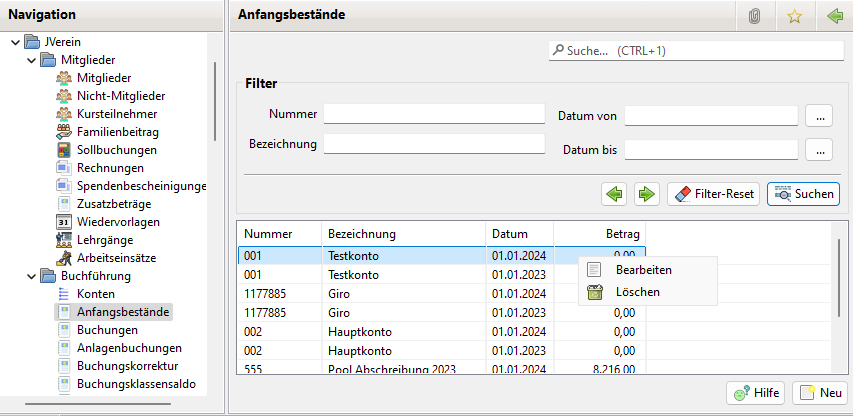 Navigation
JVerein
Mitglieder
Mitglieder
Nicht-Mitglieder
Kursteilnehmer
Familienbeitrag
Sollbuchungen
Rechnungen
Spendenbescheinigunge
Zusatzbeträge
31 Wiedervorlagen
Lehrgänge
Arbeitseinsätze
Buchführung
Konten
Anfangsbestände
Buchungen
Anlagenbuchungen
Buchungskorrektur
Buchungsklassensaldo
Anfangsbestände
Suche... (CTRL+1)
Filter
Nummer Datum von ...
Bezeichnung Datum bis ...
Filter-Reset Suchen
Nummer Bezeichnung Datum Betrag
001 Testkonto 01.01.2024 0,00
001 Testkonto 01.01.2023
1177885 Giro 01.01.2024
1177885 Giro 01.01.2023 0,00
002 Hauptkonto 01.01.2024 0,00
002 Hauptkonto 01.01.2023 0,00
555 Pool Abschreibung 2023 01.01.2024 8.216,00
Bearbeiten
Löschen
Hilfe Neu